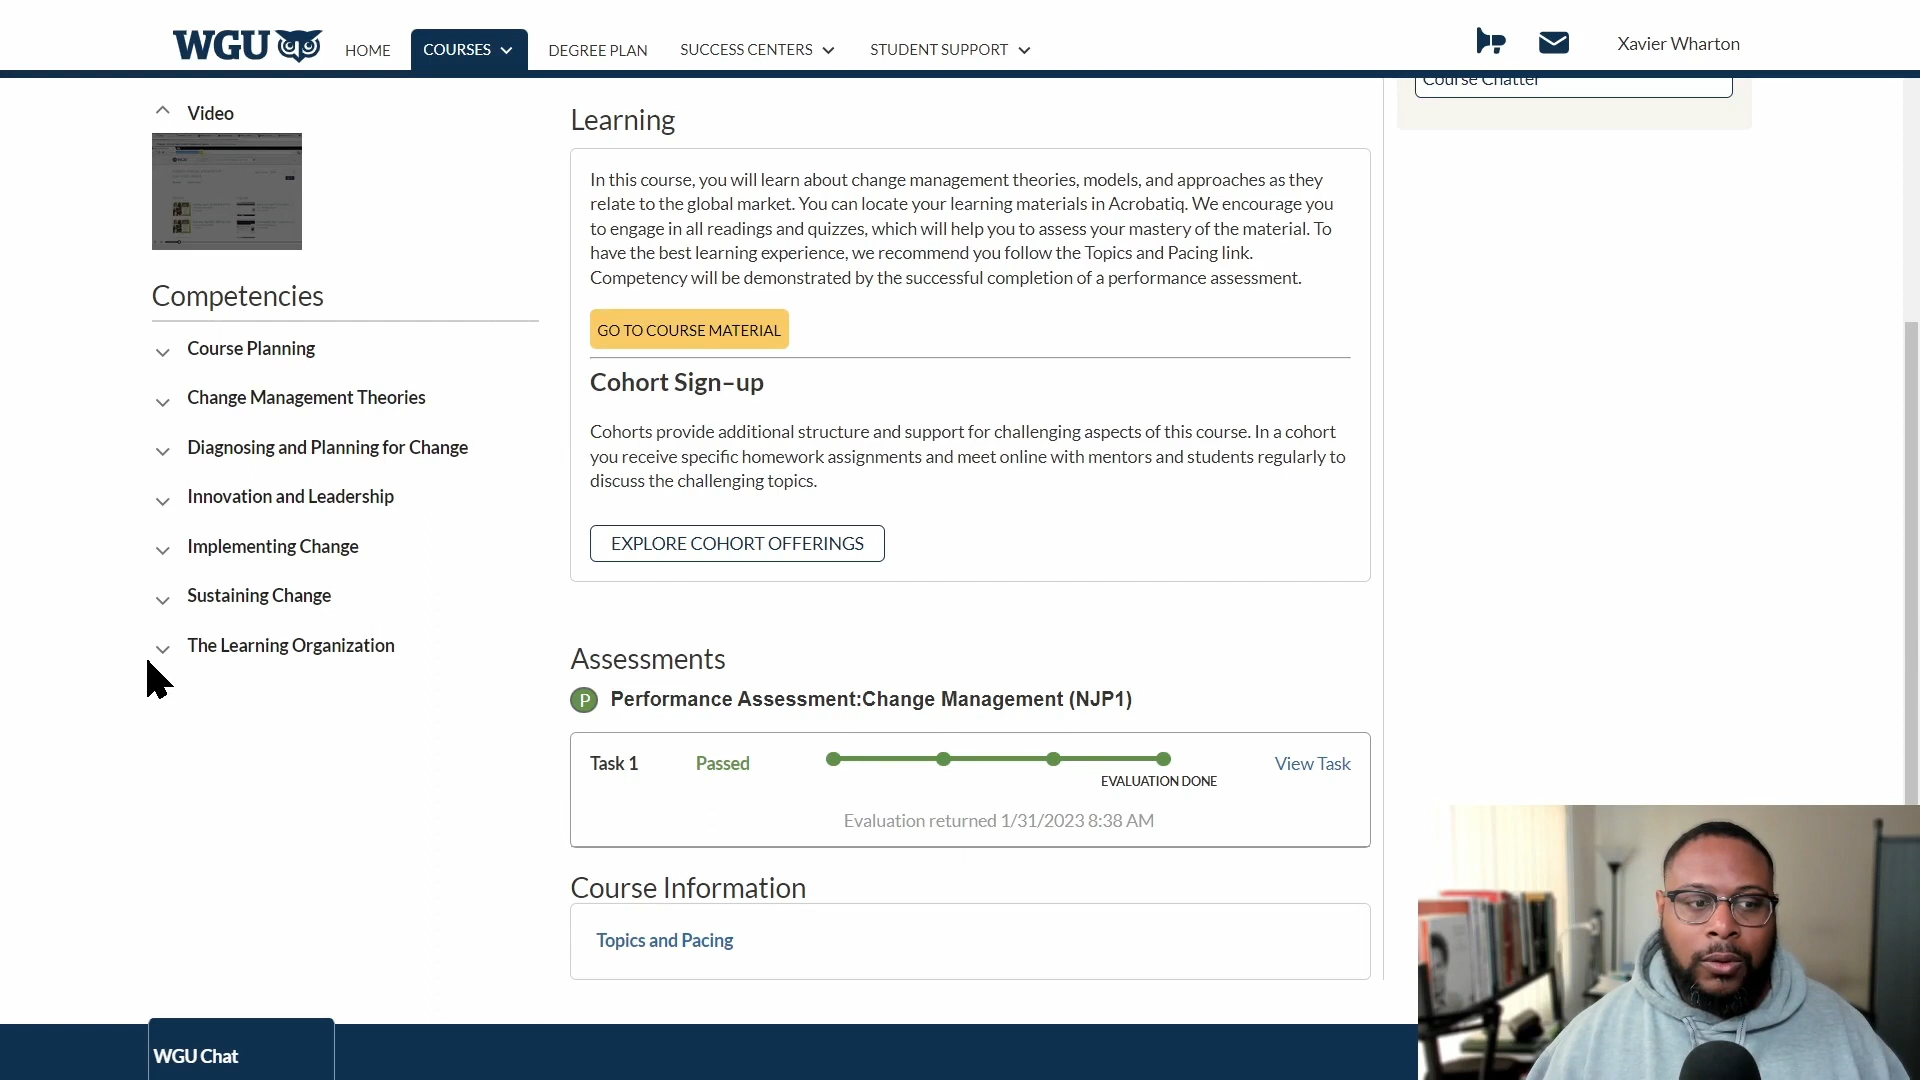 WGU
HOME
COURSES
DEGREE PLAN
SUCCESS CENTERS
STUDENT SUPPORT
Xavier Wharton
Course Chatter
Video
Competencies
Course Planning
Change Management Theories
Diagnosing and Planning for Change
Innovation and Leadership
Implementing Change
Sustaining Change
The Learning Organization
Learning
In this course, you will learn about change management theories, models, and approaches as they
relate to the global market. You can locate your learning materials in Acrobatiq. We encourage you
to engage in all readings and quizzes, which will help you to assess your mastery of the material. To
have the best learning experience, we recommend you follow the Topics and Pacing link.
Competency will be demonstrated by the successful completion of a performance assessment.
GO TO COURSE MATERIAL
Cohort Sign-up
Cohorts provide additional structure and support for challenging aspects of this course. In a cohort
you receive specific homework assignments and meet online with mentors and students regularly to
discuss the challenging topics.
EXPLORE COHORT OFFERINGS
Assessments
P Performance Assessment:Change Management (NJP1)
Task 1 Passed View Task
EVALUATION DONE
Evaluation returned 1/31/2023 8:38 AM
Course Information
Topics and Pacing
WGU Chat